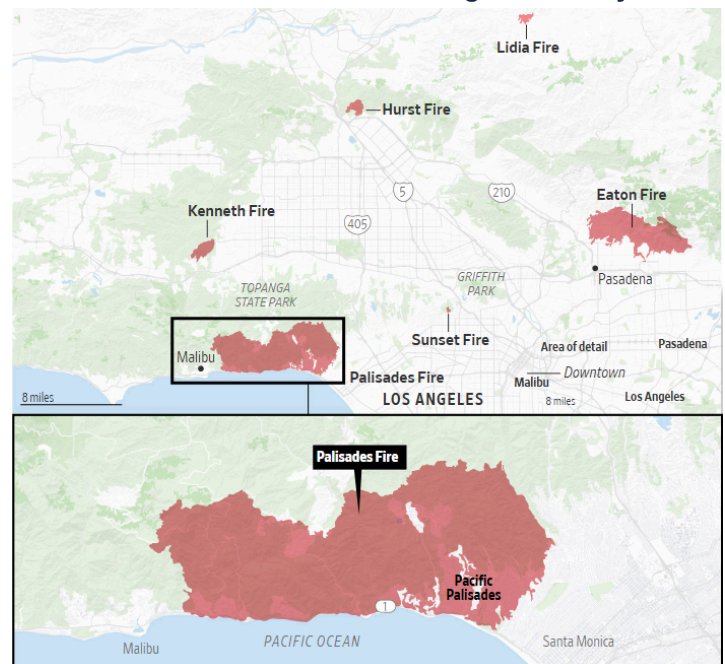 Lidia Fire
Hurst Fire
5
210
Eaton Fire
Kenneth Fire
405
Pasadena
TOPANGA
STATE PARK
GRIFFITH
PARK
Sunset Fire
Area of detail
Pasadena
Malibu
Palisades Fire
Malibu
Downtown
8 miles
LOS ANGELES
8 miles
Los Angeles
Palisades Fire
Pacific
Palisades
1
Malibu
PACIFIC OCEAN
Santa Monica